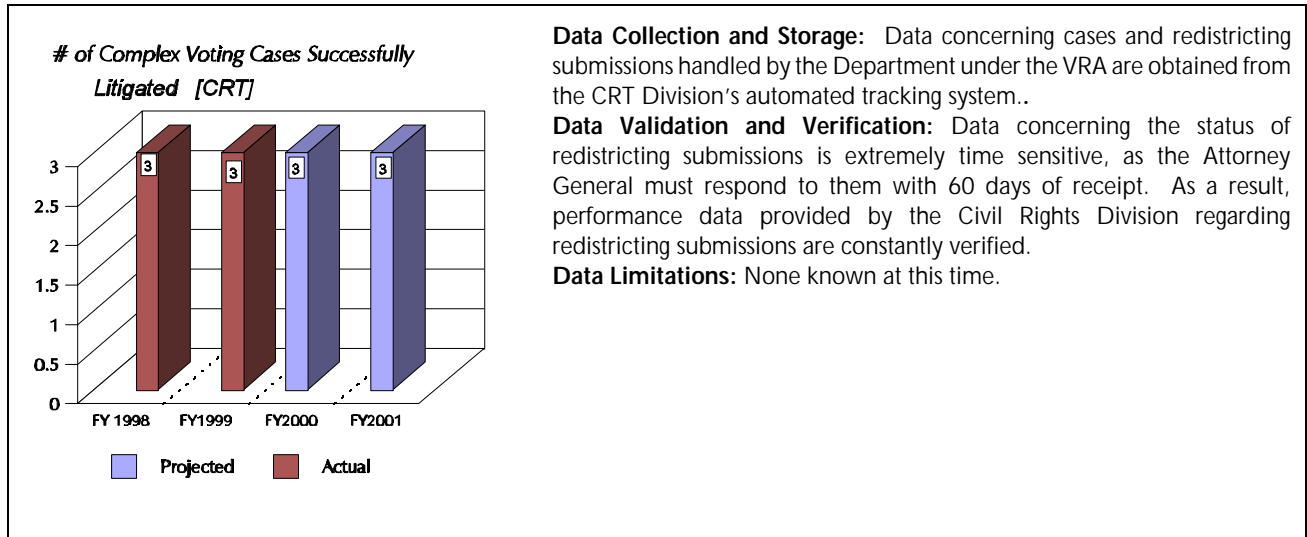 # of Complex Voting Cases Successfully
Litigated [CRT]
3
2.5
2
1.5
1
0.5
0
3
3
3
3
FY 1998
FY1999
FY2000
FY2001
Projected
Actual
Data Collection and Storage: Data concerning cases and redistricting
submissions handled by the Department under the VRA are obtained from
the CRT Division's automated tracking system..
Data Validation and Verification: Data concerning the status of
redistricting submissions is extremely time sensitive, as the Attorney
General must respond to them with 60 days of receipt. As a result,
performance data provided by the Civil Rights Division regarding
redistricting submissions are constantly verified.
Data Limitations: None known at this time.